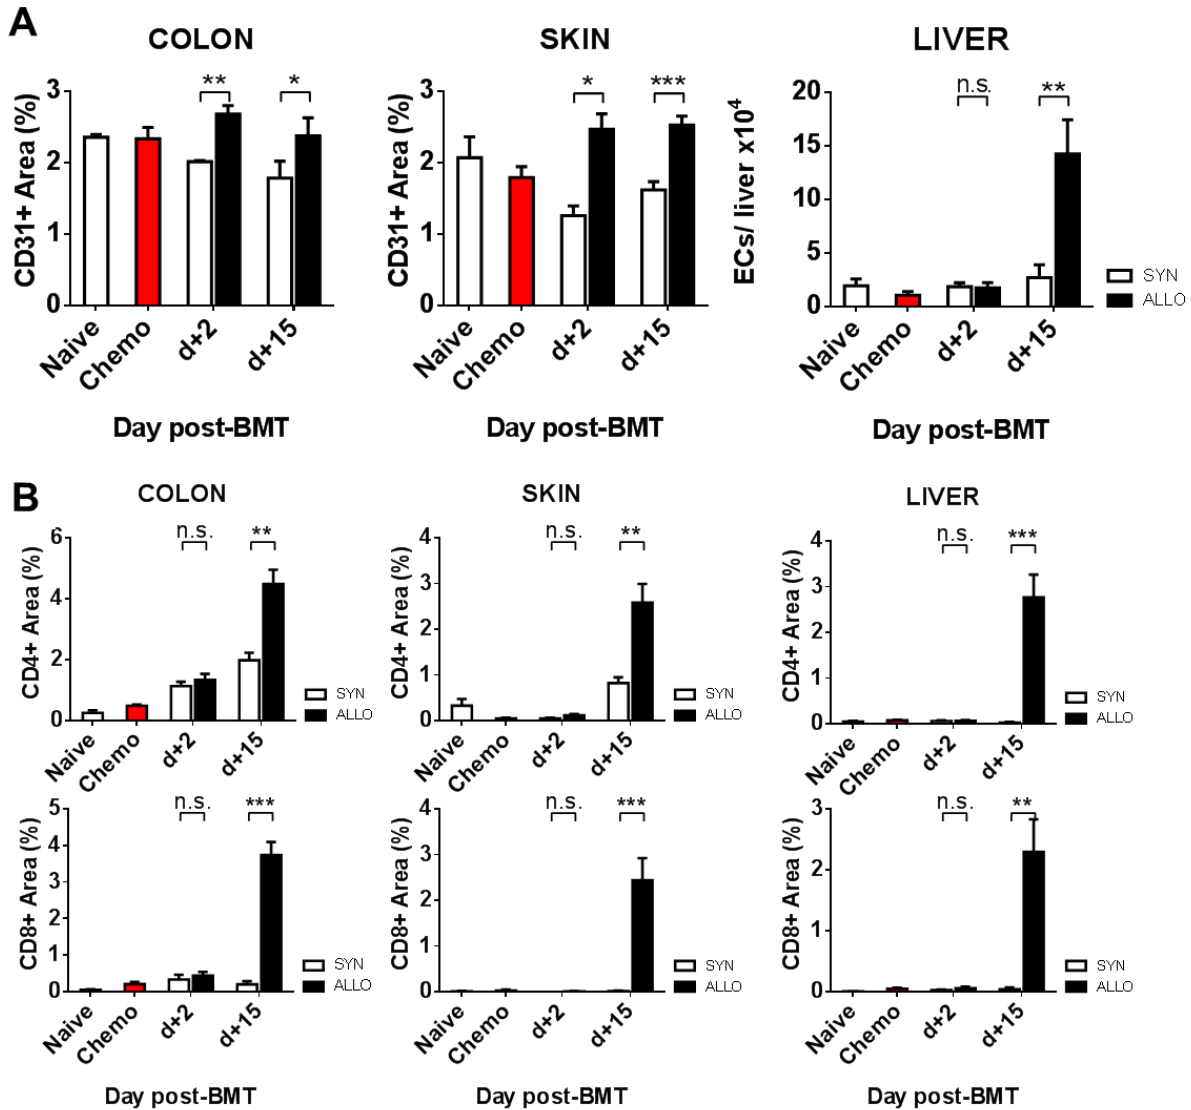 A
COLON
SKIN
LIVER
CD31+ Area (%)
3
2
1
0
**
*
Naive
Chemo
d+2
d+15
Day post-BMT
CD31+ Area (%)
3
2
1
0
*
***
Naive
Chemo
d+2
d+15
Day post-BMT
ECs/ liver x10⁴
20
15
10
5
0
n.s.
**
Naive
Chemo
d+2
d+15
Day post-BMT
SYN
ALLO
B
COLON
SKIN
LIVER
CD4+ Area (%)
6
4
2
0
n.s.
**
Naive
Chemo
d+2
d+15
SYN
ALLO
CD4+ Area (%)
4
3
2
1
0
n.s.
**
Naive
Chemo
d+2
d+15
SYN
ALLO
CD4+ Area (%)
4
3
2
1
0
n.s.
***
Naive
Chemo
d+2
d+15
SYN
ALLO
CD8+ Area (%)
5
4
3
2
1
0
n.s.
***
Naive
Chemo
d+2
d+15
Day post-BMT
SYN
ALLO
CD8+ Area (%)
4
3
2
1
0
n.s.
***
Naive
Chemo
d+2
d+15
Day post-BMT
SYN
ALLO
CD8+ Area (%)
3
2
1
0
n.s.
**
Naive
Chemo
d+2
d+15
Day post-BMT
SYN
ALLO